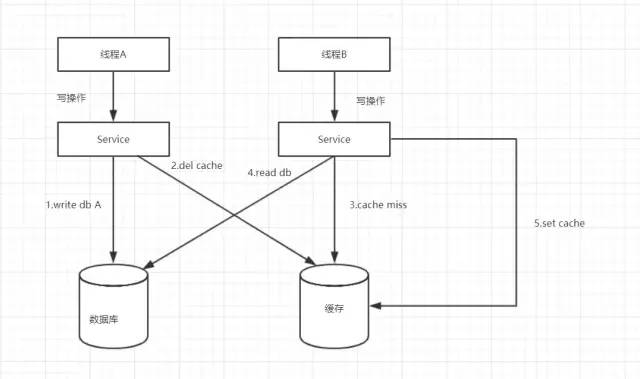 线程A
线程B
写操作
写操作
Service
Service
2.del cache
4.read db
1.write db A
3.cache miss
5.set cache
数据库
缓存